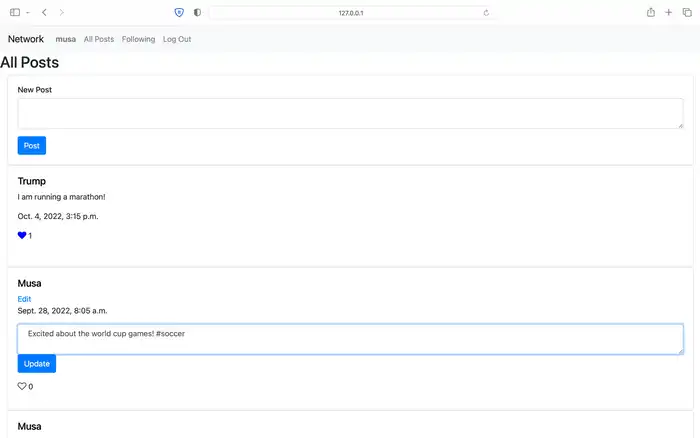 127.0.0.1
Network musa All Posts Following Log Out
All Posts
New Post
Post
Trump
I am running a marathon!
Oct. 4, 2022, 3:15 p.m.
1
Musa
Edit
Sept. 28, 2022, 8:05 a.m.
Excited about the world cup games! #soccer
Update
0
Musa